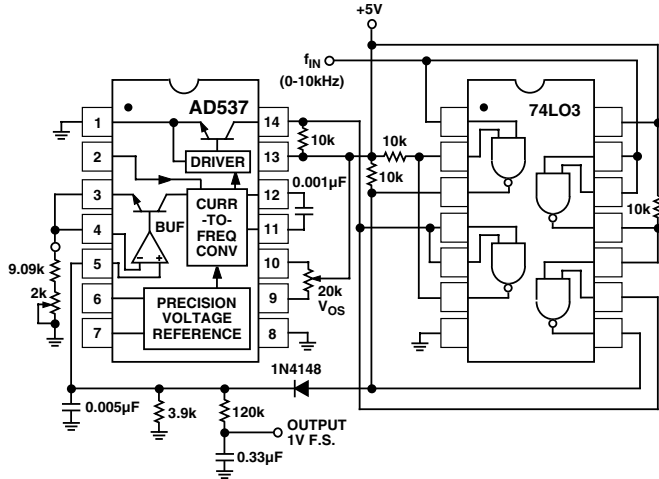 +5V
fIN
(0-10kHz)
AD537
74LO3
1
14
10k
2
13
DRIVER
10k
10k
3
12
0.001μF
CURR
-TO-
FREQ
CONV
BUF
4
11
10k
9.09k
5
10
2k
6
9
20k
VOS
PRECISION
VOLTAGE
REFERENCE
7
8
1N4148
0.005μF
3.9k
120k
OUTPUT
1V F.S.
0.33μF